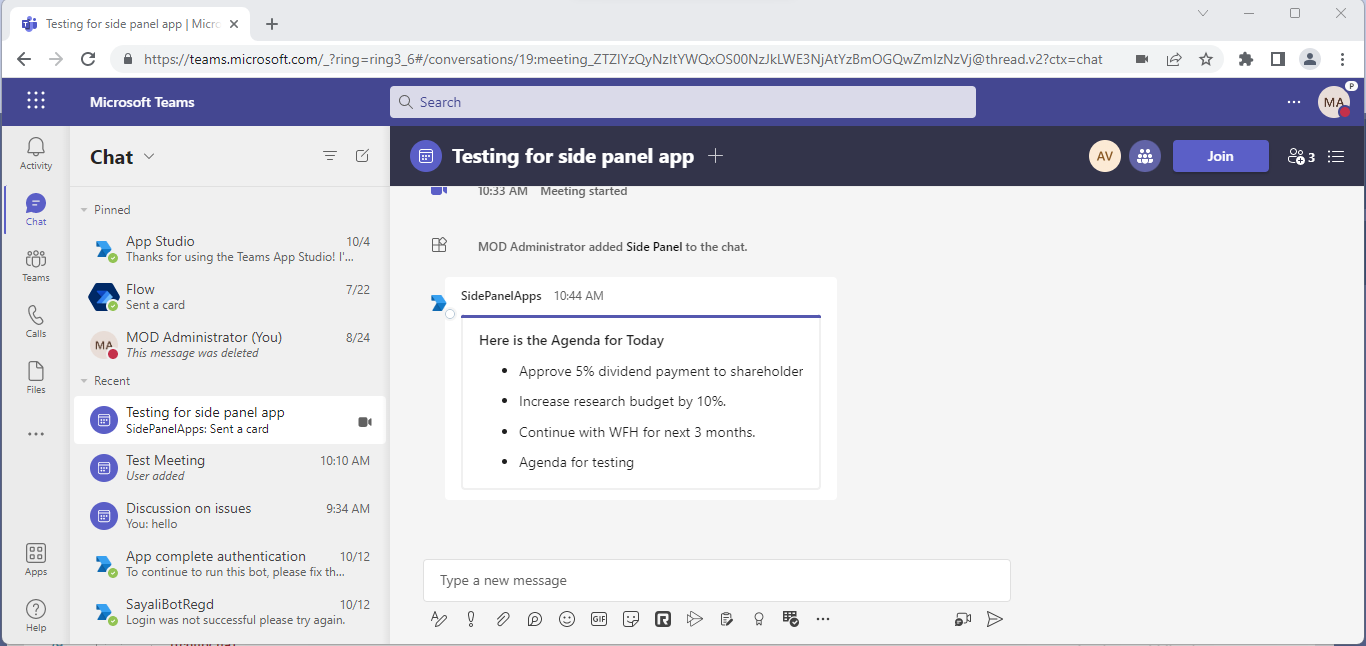 Testing for side panel app | Micro
https://teams.microsoft.com/_?ring=ring3_6#/conversations/19:meeting_ZTZlYzQyNzItYWQxOS00NzJkLWE3NjAtYzBmOGQwZmIzNzVj@thread.v2?ctx=chat
Microsoft Teams
Search
P
MA
Activity
Chat
Teams
Calls
Files
Apps
Help
Chat
Pinned
App Studio 10/4
Thanks for using the Teams App Studio! I'...
Flow 7/22
Sent a card
MA
MOD Administrator (You) 8/24
This message was deleted
Recent
Testing for side panel app
SidePanelApps: Sent a card
Test Meeting 10:10 AM
User added
Discussion on issues 9:34 AM
You: hello
App complete authentication 10/12
To continue to run this bot, please fix th...
SayaliBotRegd 10/12
Login was not successful please try again.
Testing for side panel app
AV
Join
3
10:33 AM Meeting started
MOD Administrator added Side Panel to the chat.
SidePanelApps 10:44 AM
Here is the Agenda for Today
• Approve 5% dividend payment to shareholder
• Increase research budget by 10%.
• Continue with WFH for next 3 months.
• Agenda for testing
Type a new message
GIF